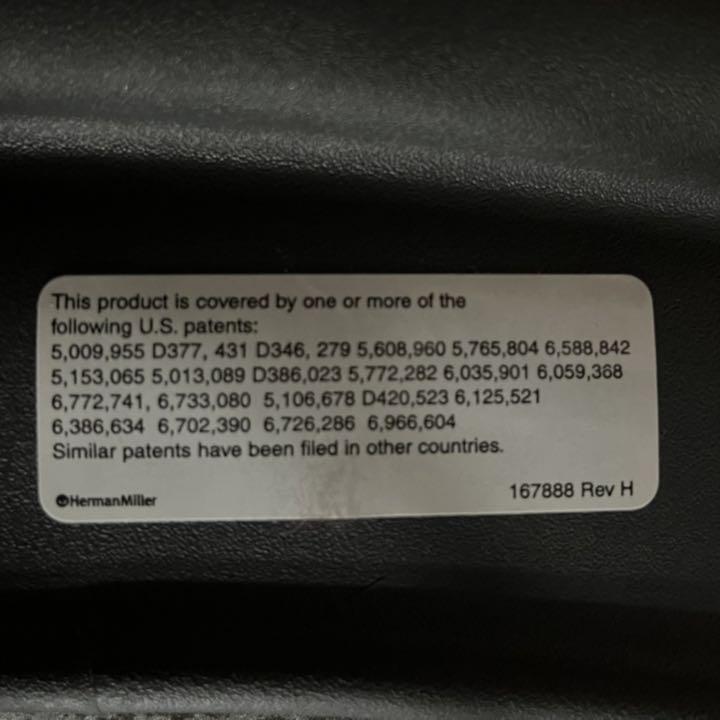 This product is covered by one or more of the
following U.S. patents:
5,009,955 D377, 431 D346, 279 5,608,960 5,765,804 6,588,842
5,153,065 5,013,089 D386,023 5,772,282 6,035,901 6,059,368
6,772,741, 6,733,080 5,106,678 D420,523 6,125,521
6,386,634 6,702,390 6,726,286 6,966,604
Similar patents have been filed in other countries.
HermanMiller
167888 Rev H